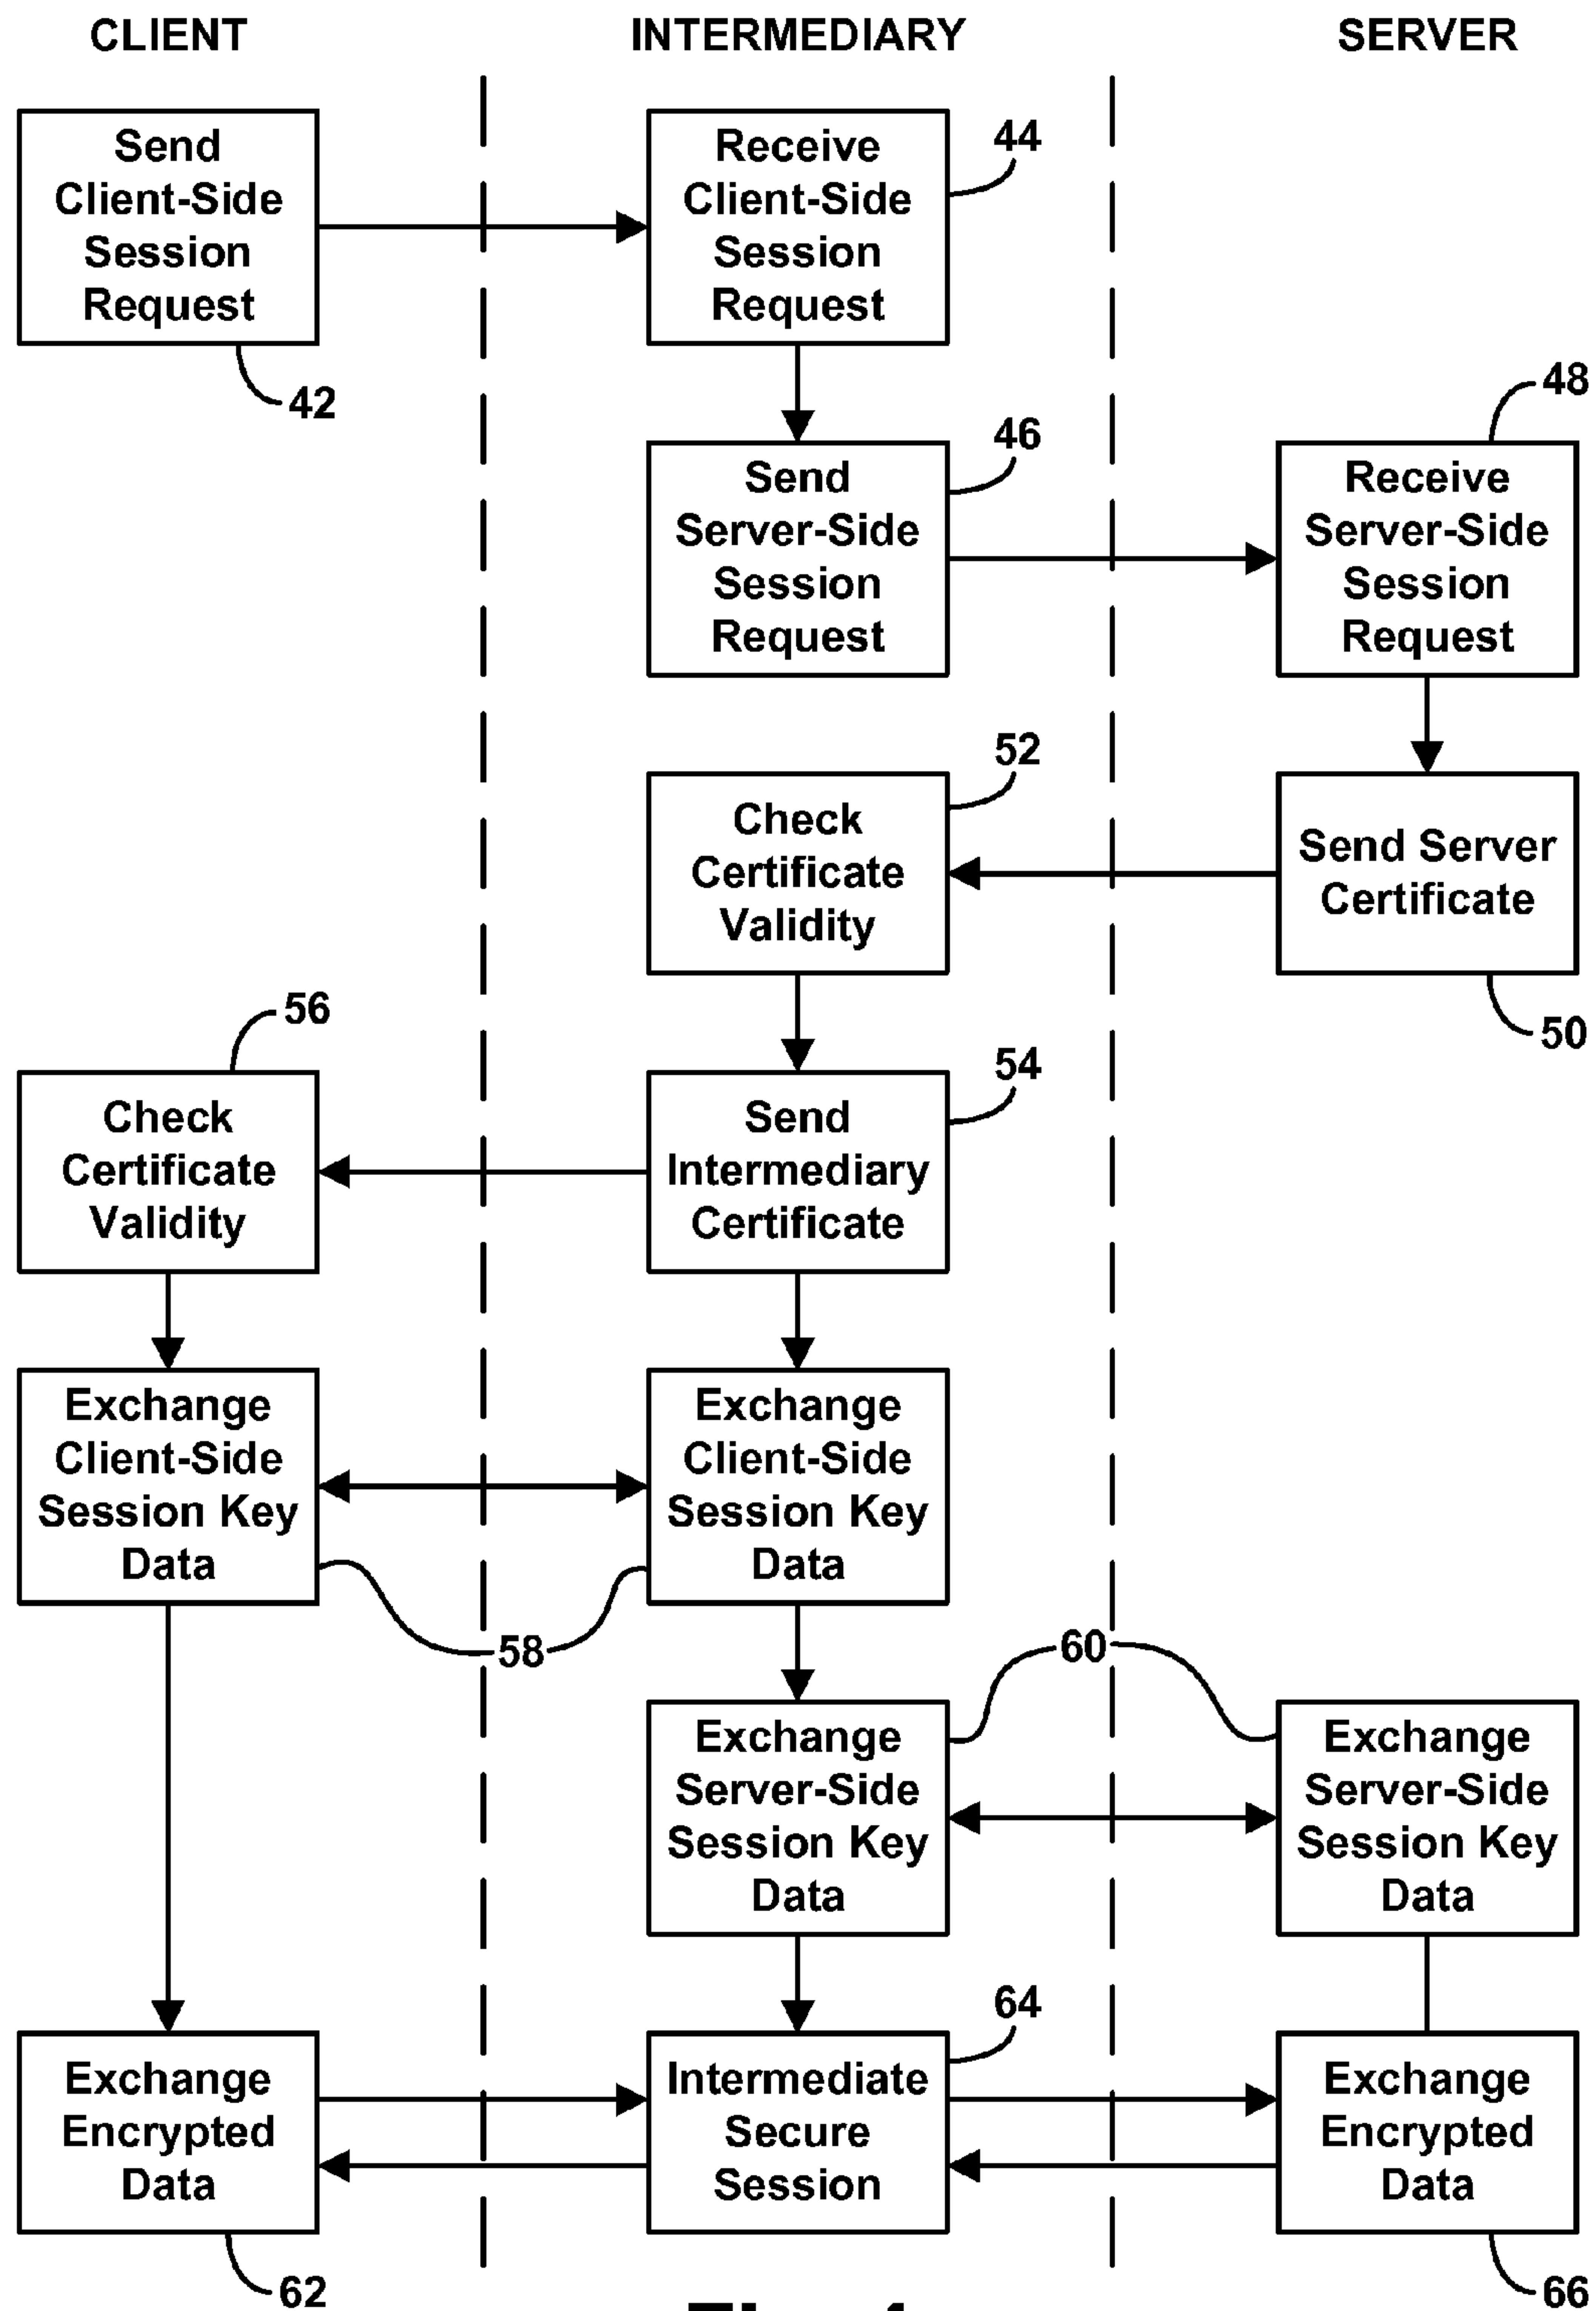 CLIENT
INTERMEDIARY
SERVER
Send
Client-Side
Session
Request
42
Receive
Client-Side
Session
Request
44
Send
Server-Side
Session
Request
46
Receive
Server-Side
Session
Request
48
Send Server
Certificate
50
Check
Certificate
Validity
52
Send
Intermediary
Certificate
54
Check
Certificate
Validity
56
Exchange
Client-Side
Session Key
Data
Exchange
Client-Side
Session Key
Data
58
Exchange
Server-Side
Session Key
Data
60
Exchange
Server-Side
Session Key
Data
Exchange
Encrypted
Data
62
Intermediate
Secure
Session
64
Exchange
Encrypted
Data
66